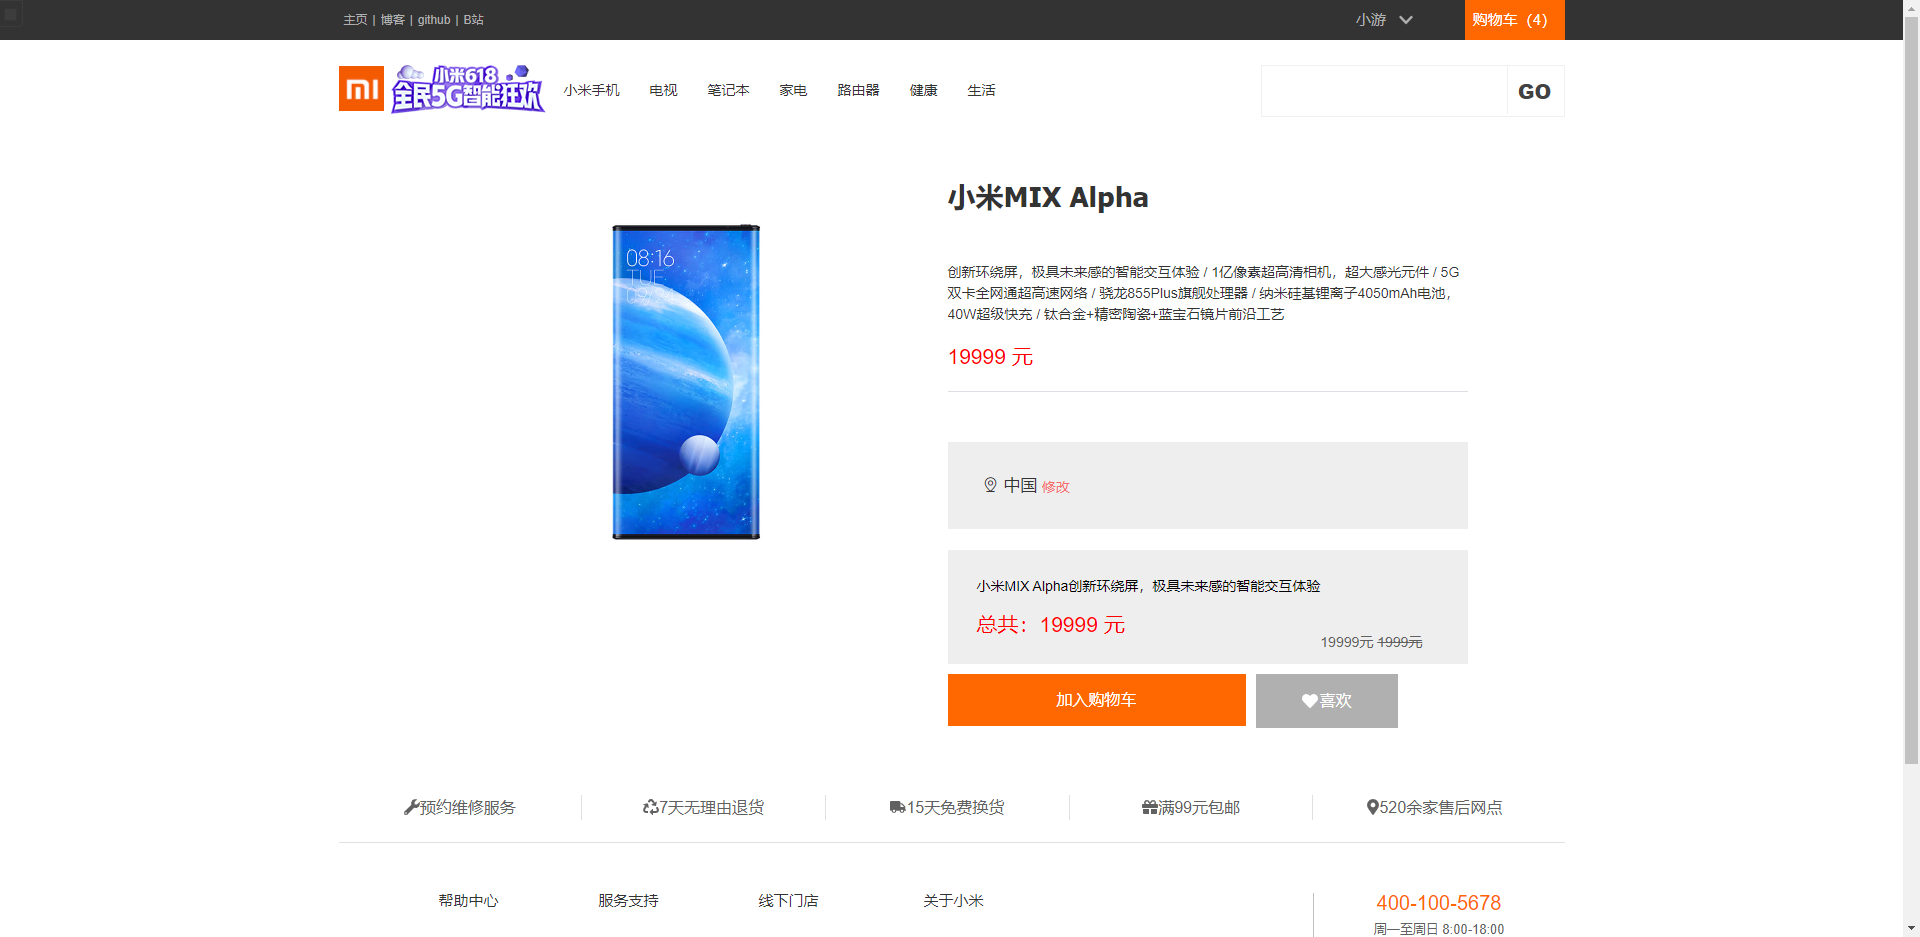 主页 | 博客 | github | B站
小游
购物车（4）
小米618
全民5G智能狂欢
小米手机 电视 笔记本 家电 路由器 健康 生活
GO
小米MIX Alpha
08:16
TUE
创新环绕屏，极具未来感的智能交互体验 / 1亿像素超高清相机，超大感光元件 / 5G
双卡全网通超高速网络 / 骁龙855Plus旗舰处理器 / 纳米硅基锂离子4050mAh电池，
40W超级快充 / 钛合金+精密陶瓷+蓝宝石镜片前沿工艺
19999 元
中国 修改
小米MIX Alpha创新环绕屏，极具未来感的智能交互体验
总共：19999 元
19999元 1999元
加入购物车
喜欢
预约维修服务
7天无理由退货
15天免费换货
满99元包邮
520余家售后网点
帮助中心 服务支持 线下门店 关于小米
400-100-5678
周一至周日 8:00-18:00